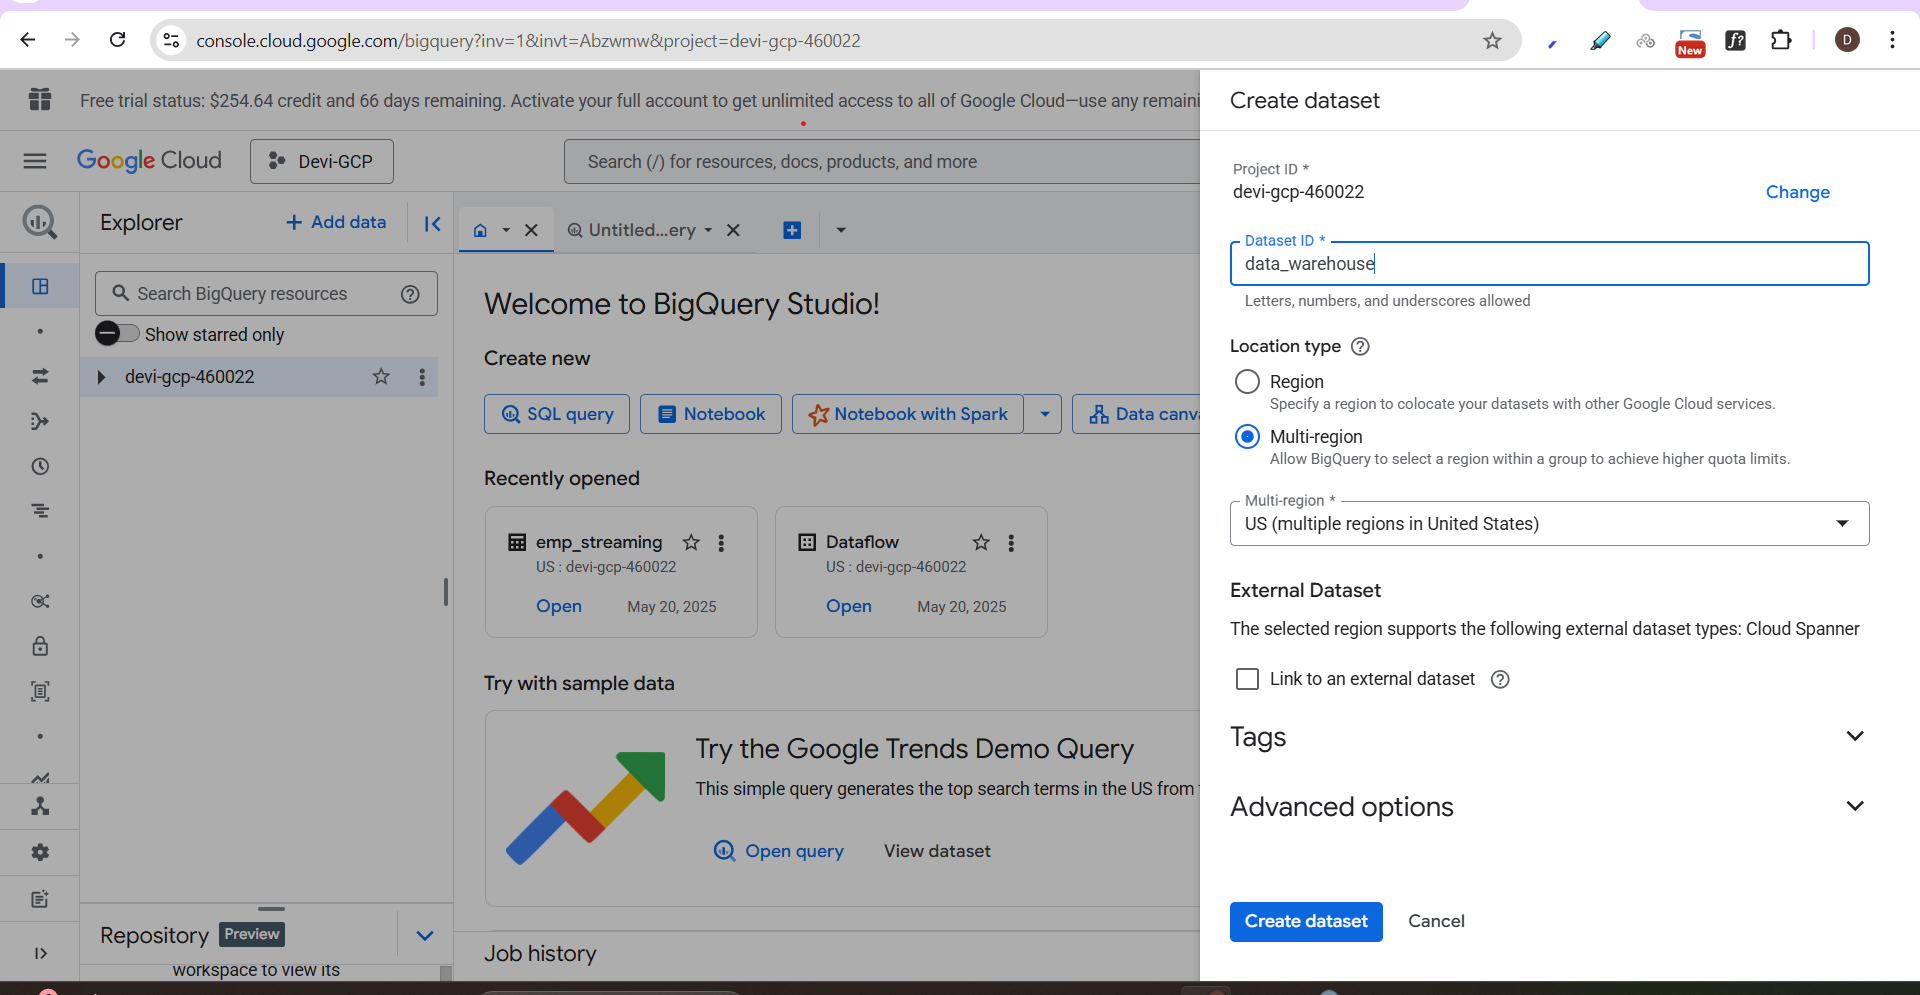 console.cloud.google.com/bigquery?inv=1&invt=Abzwmw&project=devi-gcp-460022
New
f?
D
Free trial status: $254.64 credit and 66 days remaining. Activate your full account to get unlimited access to all of Google Cloud—use any remaini
Google Cloud
Devi-GCP
Search (/) for resources, docs, products, and more
Explorer
+ Add data
Search BigQuery resources
Show starred only
devi-gcp-460022
Untitled...ery
Welcome to BigQuery Studio!
Create new
SQL query
Notebook
Notebook with Spark
Data canva
Recently opened
emp_streaming
US : devi-gcp-460022
Open
May 20, 2025
Dataflow
US : devi-gcp-460022
Open
May 20, 2025
Try with sample data
Try the Google Trends Demo Query
This simple query generates the top search terms in the US from
Open query
View dataset
Repository
Preview
workspace to view its
Job history
Create dataset
Project ID *
devi-gcp-460022
Change
Dataset ID *
data_warehouse
Letters, numbers, and underscores allowed
Location type
Region
Specify a region to colocate your datasets with other Google Cloud services.
Multi-region
Allow BigQuery to select a region within a group to achieve higher quota limits.
Multi-region *
US (multiple regions in United States)
External Dataset
The selected region supports the following external dataset types: Cloud Spanner
Link to an external dataset
Tags
Advanced options
Create dataset
Cancel